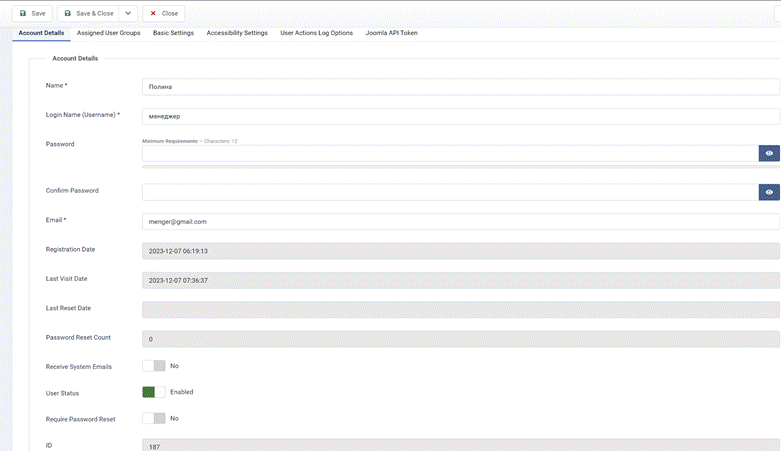 Save Save & Close Close
Account Details Assigned User Groups Basic Settings Accessibility Settings User Actions Log Options Joomla API Token
Account Details
Name * Полина
Login Name (Username) * менеджер
Minimum Requirements — Characters: 12
Password
Confirm Password
Email * menger@gmail.com
Registration Date 2023-12-07 06:19:13
Last Visit Date 2023-12-07 07:36:37
Last Reset Date
Password Reset Count 0
Receive System Emails No
User Status Enabled
Require Password Reset No
ID 187